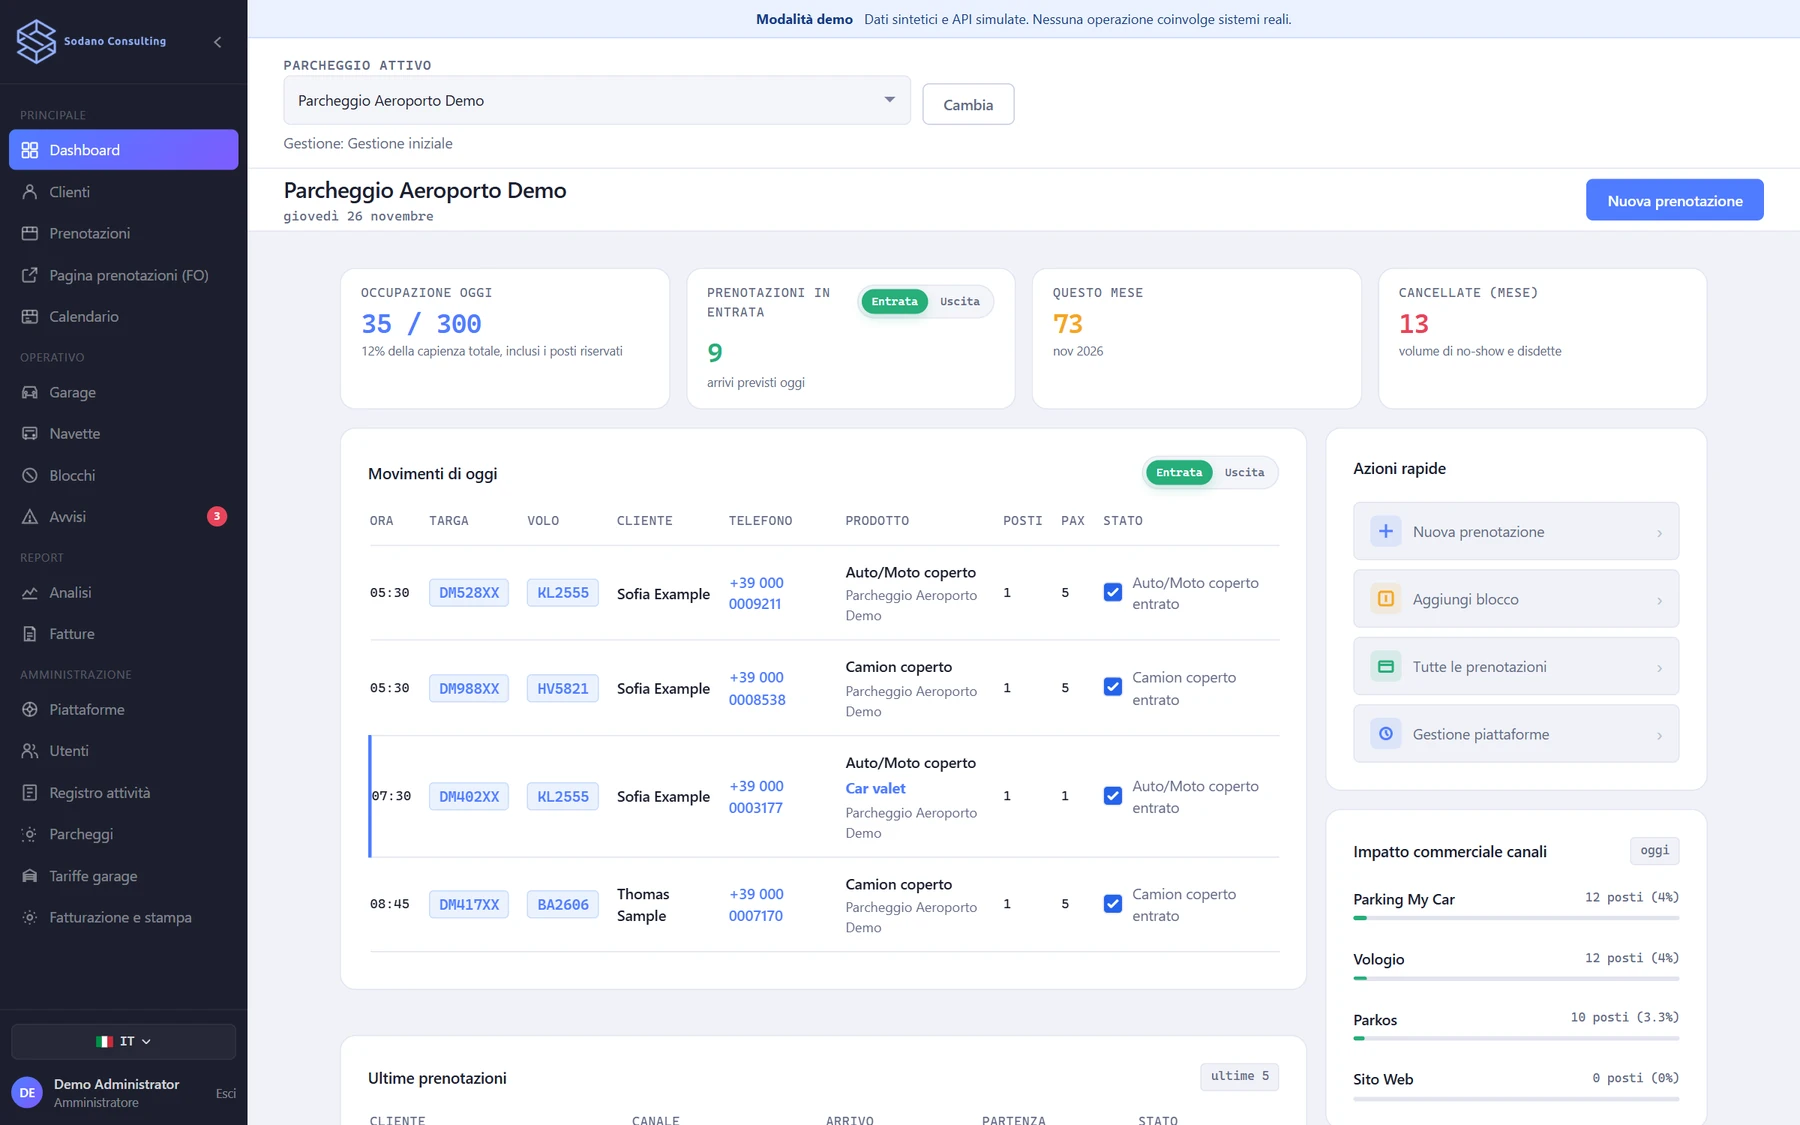 Sodano Consulting
PRINCIPALE
Dashboard
Clienti
Prenotazioni
Pagina prenotazioni (FO)
Calendario
OPERATIVO
Garage
Navette
Blocchi
Avvisi 3
REPORT
Analisi
Fatture
AMMINISTRAZIONE
Piattaforme
Utenti
Registro attività
Parcheggi
Tariffe garage
Fatturazione e stampa
IT
DE Demo Administrator
Amministratore
Esci
Modalità demo Dati sintetici e API simulate. Nessuna operazione coinvolge sistemi reali.
PARCHEGGIO ATTIVO
Parcheggio Aeroporto Demo
Cambia
Gestione: Gestione iniziale
Parcheggio Aeroporto Demo
giovedì 26 novembre
Nuova prenotazione
OCCUPAZIONE OGGI
35 / 300
12% della capienza totale, inclusi i posti riservati
PRENOTAZIONI IN
ENTRATA
Entrata Uscita
9
arrivi previsti oggi
QUESTO MESE
73
nov 2026
CANCELLATE (MESE)
13
volume di no-show e disdette
Movimenti di oggi
Entrata Uscita
ORA TARGA VOLO CLIENTE TELEFONO PRODOTTO POSTI PAX STATO
05:30 DM528XX KL2555 Sofia Example
+39 000
0009211
Auto/Moto coperto
Parcheggio Aeroporto
Demo
1 5
Auto/Moto coperto
entrato
05:30 DM988XX HV5821 Sofia Example
+39 000
0008538
Camion coperto
Parcheggio Aeroporto
Demo
1 5
Camion coperto
entrato
07:30 DM402XX KL2555 Sofia Example
+39 000
0003177
Auto/Moto coperto
Car valet
Parcheggio Aeroporto
Demo
1 1
Auto/Moto coperto
entrato
08:45 DM417XX BA2606
Thomas
Sample
+39 000
0007170
Camion coperto
Parcheggio Aeroporto
Demo
1 5
Camion coperto
entrato
Azioni rapide
Nuova prenotazione
Aggiungi blocco
Tutte le prenotazioni
Gestione piattaforme
Impatto commerciale canali
oggi
Parking My Car 12 posti (4%)
Vologio 12 posti (4%)
Parkos 10 posti (3.3%)
Sito Web 0 posti (0%)
Ultime prenotazioni
ultime 5
CLIENTE CANALE ARRIVO PARTENZA STATO